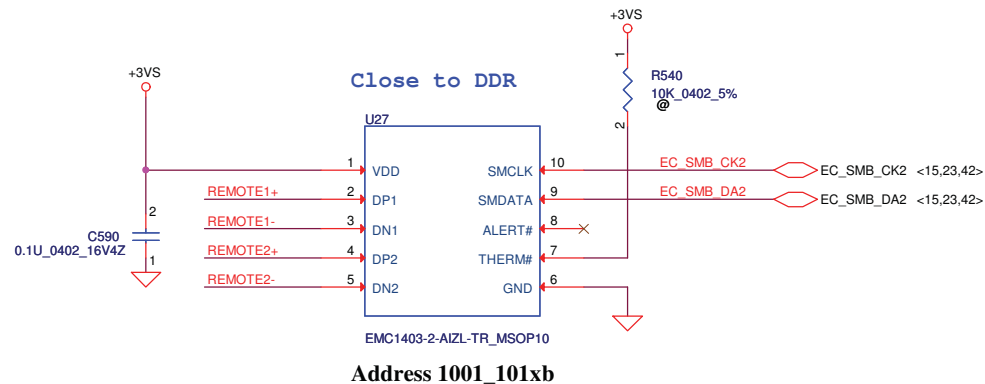 +3VS
+3VS
1
R540
10K_0402_5%
@
2
Close to DDR
U27
1 VDD SMCLK 10 EC_SMB_CK2 EC_SMB_CK2 <15,23,42>
REMOTE1+ 2 DP1 SMDATA 9 EC_SMB_DA2 EC_SMB_DA2 <15,23,42>
REMOTE1- 3 DN1 ALERT# 8
REMOTE2+ 4 DP2 THERM# 7
REMOTE2- 5 DN2 GND 6
2
C590
0.1U_0402_16V4Z
1
EMC1403-2-AIZL-TR_MSOP10
Address 1001_101xb